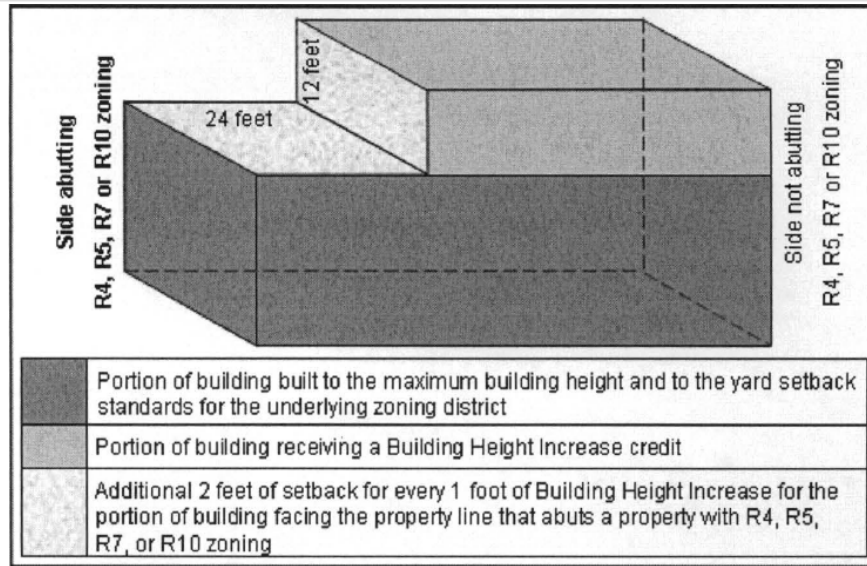 12 feet
24 feet
Side abutting
R4, R5, R7 or R10 zoning
Side not abutting
R4, R5, R7 or R10 zoning
Portion of building built to the maximum building height and to the yard setback
standards for the underlying zoning district
Portion of building receiving a Building Height Increase credit
Additional 2 feet of setback for every 1 foot of Building Height Increase for the
portion of building facing the property line that abuts a property with R4, R5,
R7, or R10 zoning